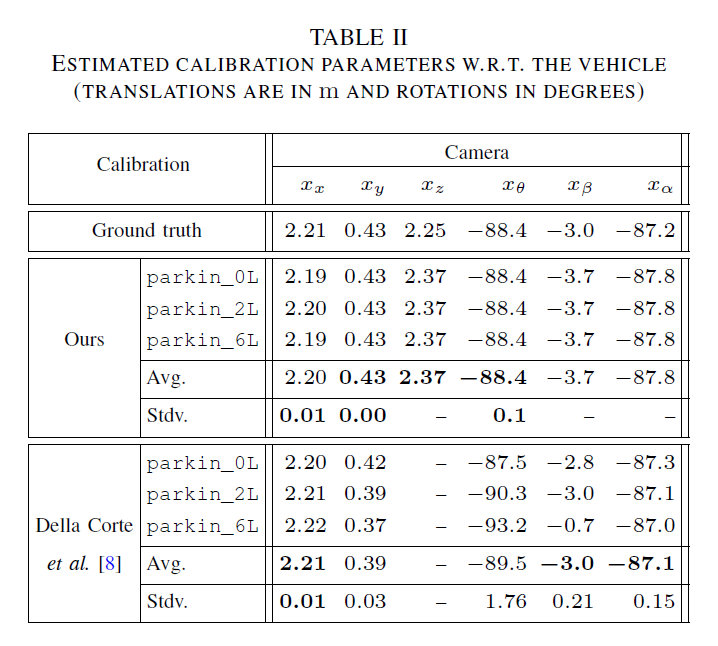 TABLE II
ESTIMATED CALIBRATION PARAMETERS W.R.T. THE VEHICLE
(TRANSLATIONS ARE IN m AND ROTATIONS IN DEGREES)
Calibration Camera
x_x x_y x_z x_θ x_β x_α
Ground truth 2.21 0.43 2.25 −88.4 −3.0 −87.2
parkin_0L 2.19 0.43 2.37 −88.4 −3.7 −87.8
parkin_2L 2.20 0.43 2.37 −88.4 −3.7 −87.8
Ours parkin_6L 2.19 0.43 2.37 −88.4 −3.7 −87.8
Avg. 2.20 0.43 2.37 −88.4 −3.7 −87.8
Stdv. 0.01 0.00 – 0.1 – –
parkin_0L 2.20 0.42 – −87.5 −2.8 −87.3
parkin_2L 2.21 0.39 – −90.3 −3.0 −87.1
Della Corte parkin_6L 2.22 0.37 – −93.2 −0.7 −87.0
et al. [8] Avg. 2.21 0.39 – −89.5 −3.0 −87.1
Stdv. 0.01 0.03 – 1.76 0.21 0.15